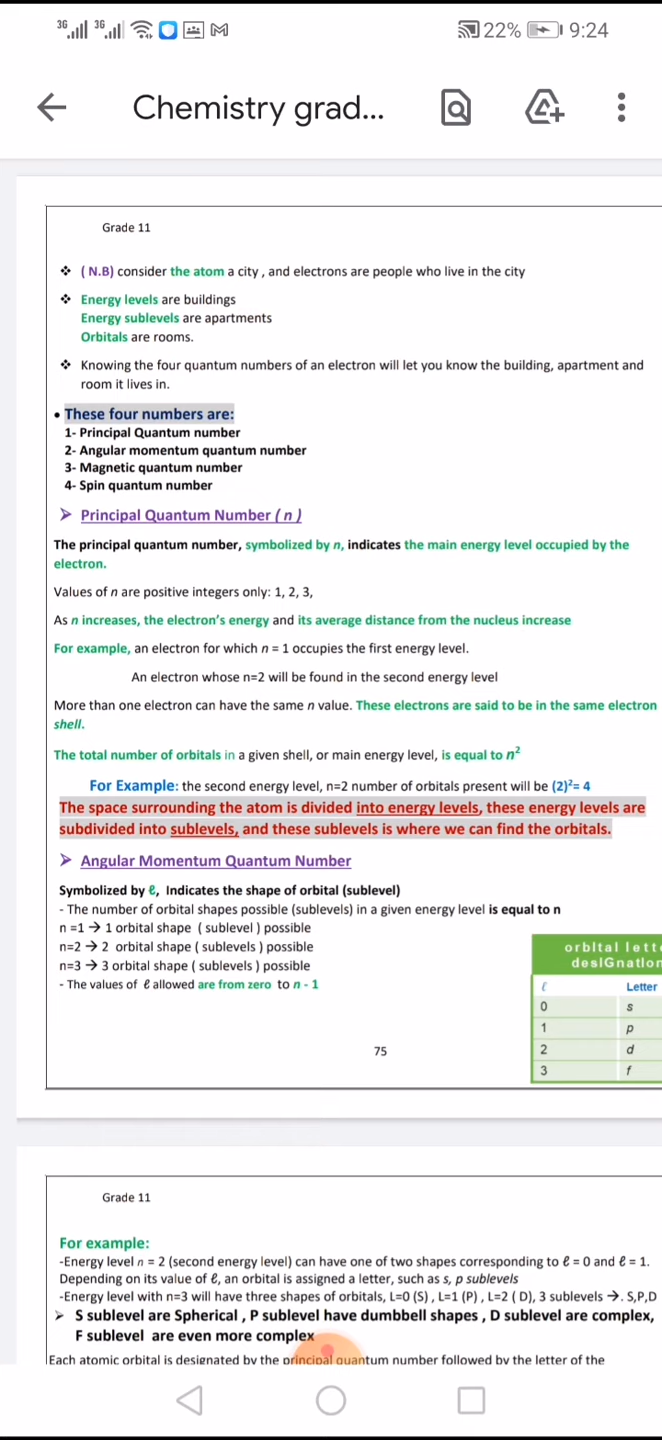 3G 3G 22% 9:24
Chemistry grad...
Grade 11
❖ ( N.B) consider the atom a city , and electrons are people who live in the city
❖ Energy levels are buildings
Energy sublevels are apartments
Orbitals are rooms.
❖ Knowing the four quantum numbers of an electron will let you know the building, apartment and
room it lives in.
• These four numbers are:
1- Principal Quantum number
2- Angular momentum quantum number
3- Magnetic quantum number
4- Spin quantum number
➢ Principal Quantum Number ( n )
The principal quantum number, symbolized by n, indicates the main energy level occupied by the
electron.
Values of n are positive integers only: 1, 2, 3,
As n increases, the electron’s energy and its average distance from the nucleus increase
For example, an electron for which n = 1 occupies the first energy level.
An electron whose n=2 will be found in the second energy level
More than one electron can have the same n value. These electrons are said to be in the same electron
shell.
The total number of orbitals in a given shell, or main energy level, is equal to n²
For Example: the second energy level, n=2 number of orbitals present will be (2)²= 4
The space surrounding the atom is divided into energy levels, these energy levels are
subdivided into sublevels, and these sublevels is where we can find the orbitals.
➢ Angular Momentum Quantum Number
Symbolized by ℓ, Indicates the shape of orbital (sublevel)
- The number of orbital shapes possible (sublevels) in a given energy level is equal to n
n =1 → 1 orbital shape ( sublevel ) possible
n=2 → 2 orbital shape ( sublevels ) possible
n=3 → 3 orbital shape ( sublevels ) possible
- The values of ℓ allowed are from zero to n - 1
orbital lett
desIGnation
ℓ Letter
0 s
1 p
2 d
3 f
75
Grade 11
For example:
-Energy level n = 2 (second energy level) can have one of two shapes corresponding to ℓ = 0 and ℓ = 1.
Depending on its value of ℓ, an orbital is assigned a letter, such as s, p sublevels
-Energy level with n=3 will have three shapes of orbitals, L=0 (S) , L=1 (P) , L=2 ( D), 3 sublevels →. S,P,D
➢ S sublevel are Spherical , P sublevel have dumbbell shapes , D sublevel are complex,
F sublevel are even more complex
Each atomic orbital is designated by the principal quantum number followed by the letter of the